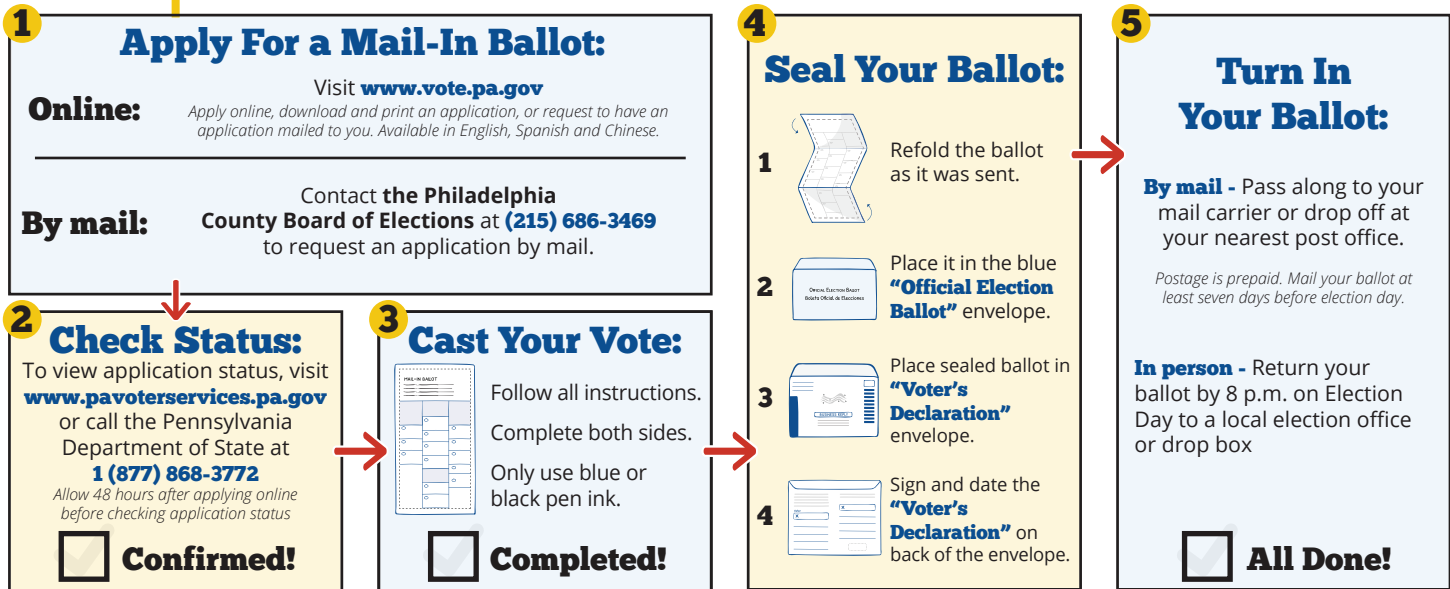 1
Apply For a Mail-In Ballot:
Online:
Visit www.vote.pa.gov
Apply online, download and print an application, or request to have an
application mailed to you. Available in English, Spanish and Chinese.
By mail:
Contact the Philadelphia
County Board of Elections at (215) 686-3469
to request an application by mail.
2
Check Status:
To view application status, visit
www.pavoterservices.pa.gov
or call the Pennsylvania
Department of State at
1 (877) 868-3772
Allow 48 hours after applying online
before checking application status
Confirmed!
3
Cast Your Vote:
MAIL-IN BALLOT
Follow all instructions.
Complete both sides.
Only use blue or
black pen ink.
Completed!
4
Seal Your Ballot:
1
Refold the ballot
as it was sent.
2
Official Election Ballot
Boleta Oficial de Elecciones
Place it in the blue
“Official Election
Ballot” envelope.
3
BUSINESS REPLY
Place sealed ballot in
“Voter’s
Declaration”
envelope.
4
Sign and date the
“Voter’s
Declaration” on
back of the envelope.
5
Turn In
Your Ballot:
By mail - Pass along to your
mail carrier or drop off at
your nearest post office.
Postage is prepaid. Mail your ballot at
least seven days before election day.
In person - Return your
ballot by 8 p.m. on Election
Day to a local election office
or drop box
All Done!